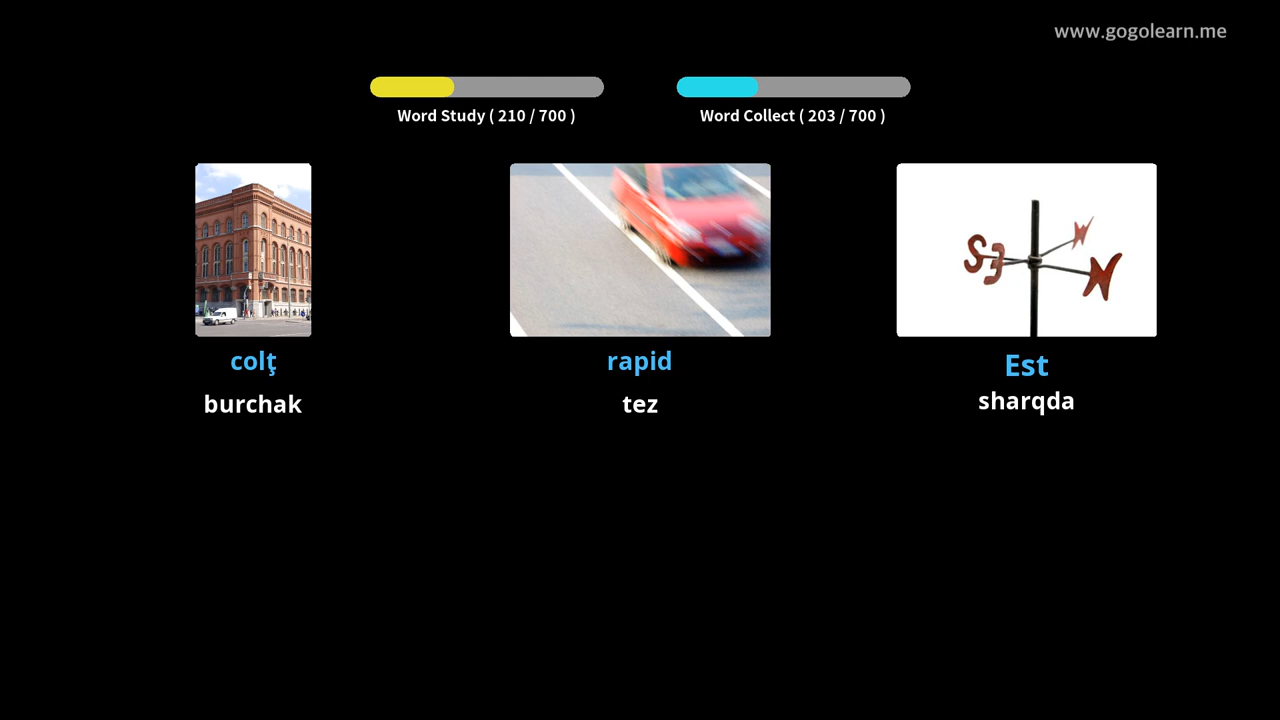 www.gogolearn.me
Word Study ( 210 / 700 )
Word Collect ( 203 / 700 )
S
E
N
W
colţ
rapid
Est
burchak
tez
sharqda